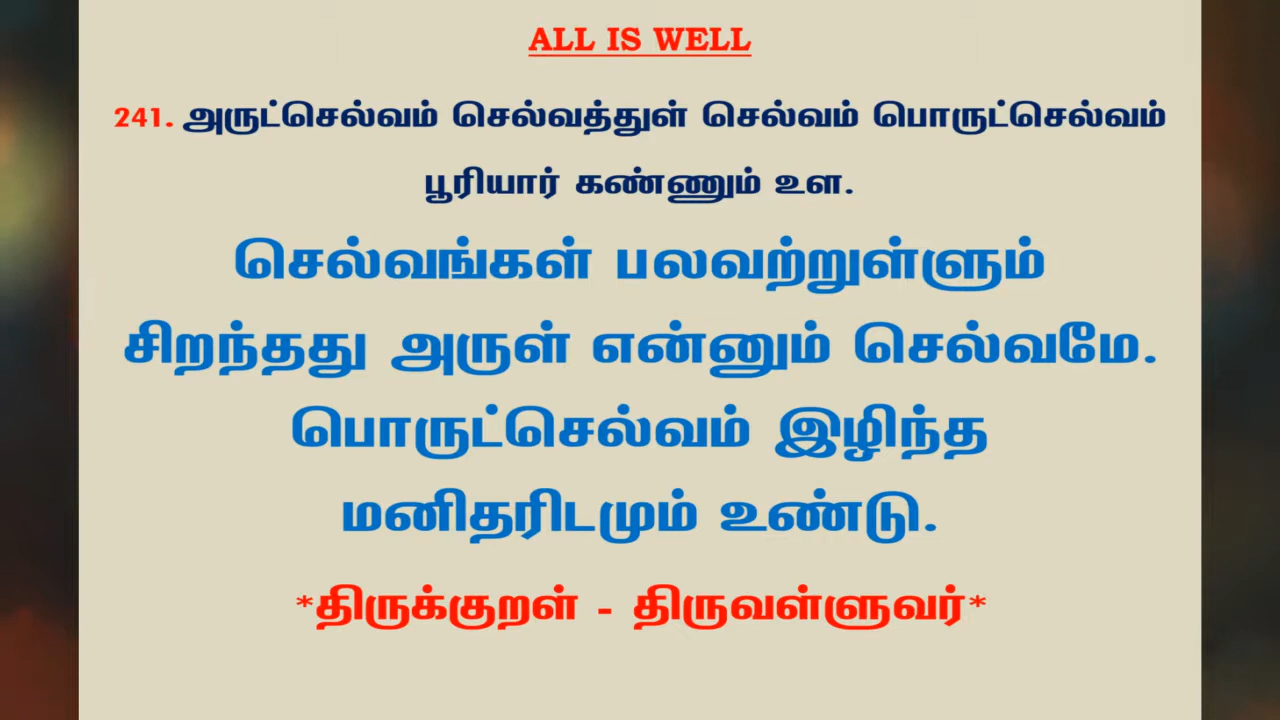 ALL IS WELL
241. அருட்செல்வம் செல்வத்துள் செல்வம் பொருட்செல்வம்
பூரியார் கண்ணும் உள.
செல்வங்கள் பலவற்றுள்ளும்
சிறந்தது அருள் என்னும் செல்வமே.
பொருட்செல்வம் இழிந்த
மனிதரிடமும் உண்டு.
*திருக்குறள் - திருவள்ளுவர்*